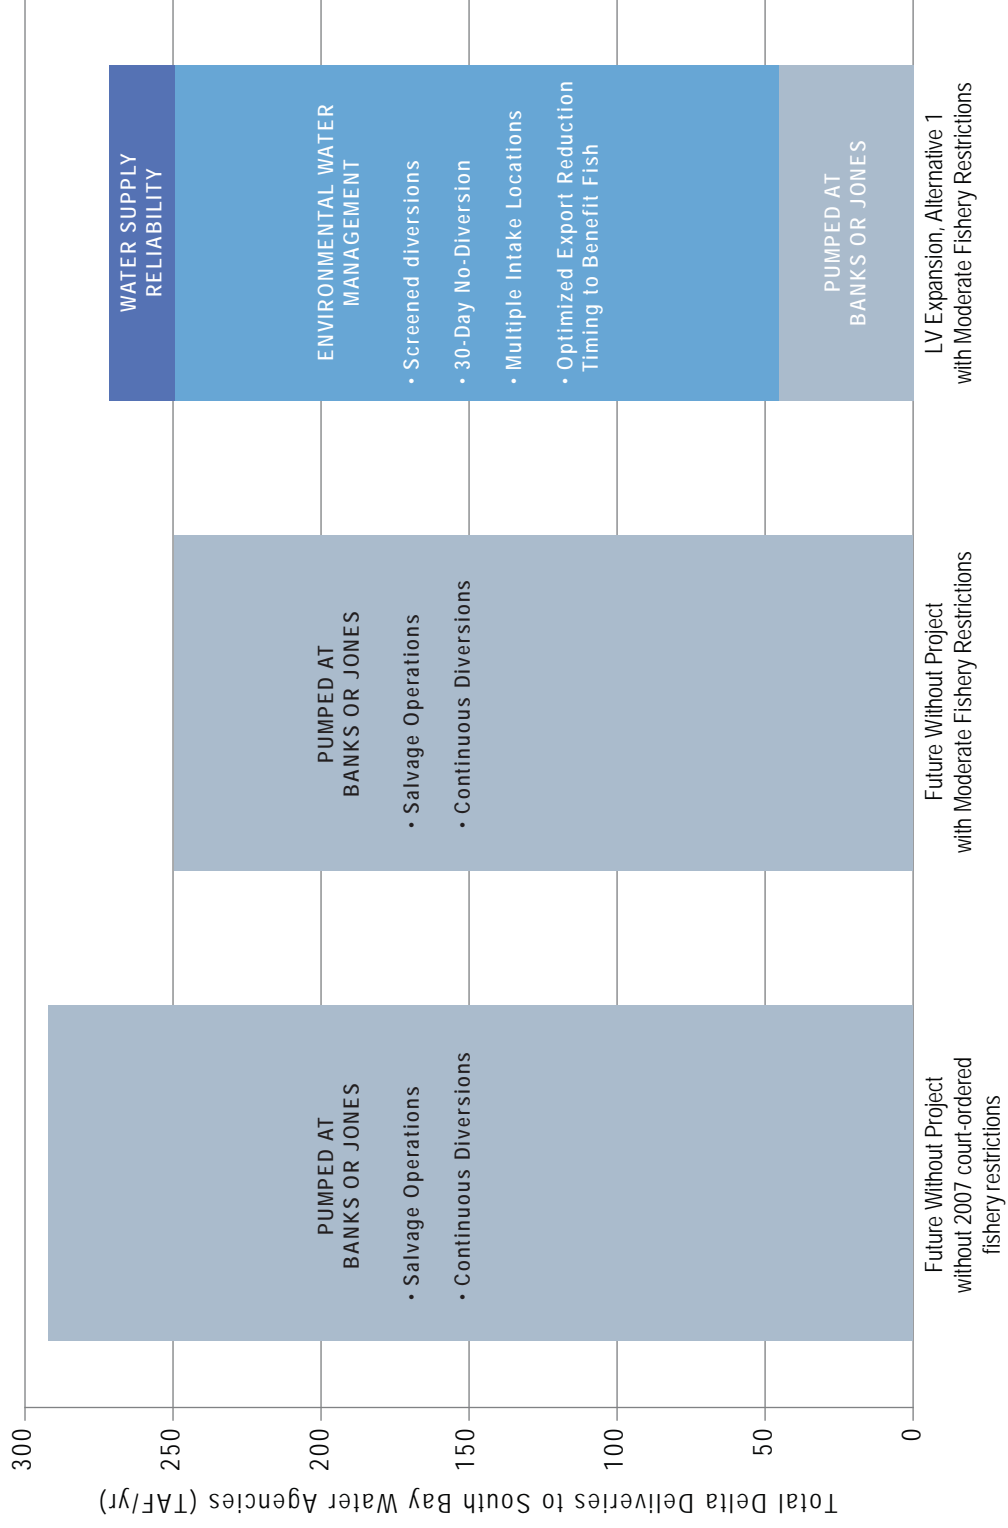 Total Delta Deliveries to South Bay Water Agencies (TAF/yr)
300
250
200
150
100
50
0
PUMPED AT
BANKS OR JONES
• Salvage Operations
• Continuous Diversions
Future Without Project
without 2007 court-ordered
fishery restrictions
PUMPED AT
BANKS OR JONES
• Salvage Operations
• Continuous Diversions
Future Without Project
with Moderate Fishery Restrictions
WATER SUPPLY
RELIABILITY
ENVIRONMENTAL WATER
MANAGEMENT
• Screened diversions
• 30-Day No-Diversion
• Multiple Intake Locations
• Optimized Export Reduction
Timing to Benefit Fish
PUMPED AT
BANKS OR JONES
LV Expansion, Alternative 1
with Moderate Fishery Restrictions